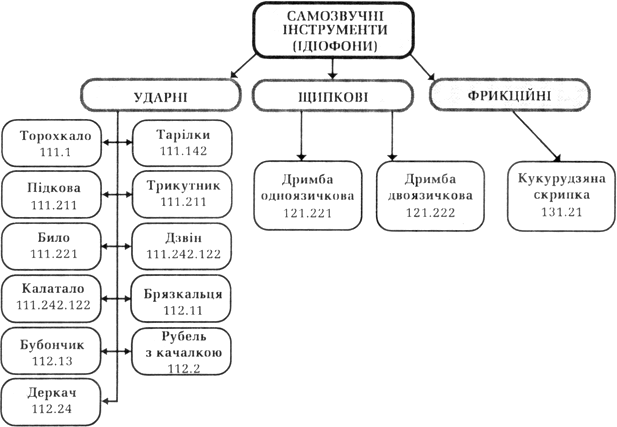 САМОЗВУЧНІ
ІНСТРУМЕНТИ
(ІДІОФОНИ)
УДАРНІ
ЩИПКОВІ
ФРИКЦІЙНІ
Торохкало
111.1
Тарілки
111.142
Підкова
111.211
Трикутник
111.211
Било
111.221
Дзвін
111.242.122
Калатало
111.242.122
Брязкальця
112.11
Бубончик
112.13
Рубель
з качалкою
112.2
Деркач
112.24
Дримба
одноязичкова
121.221
Дримба
двоязичкова
121.222
Кукурудзяна
скрипка
131.21